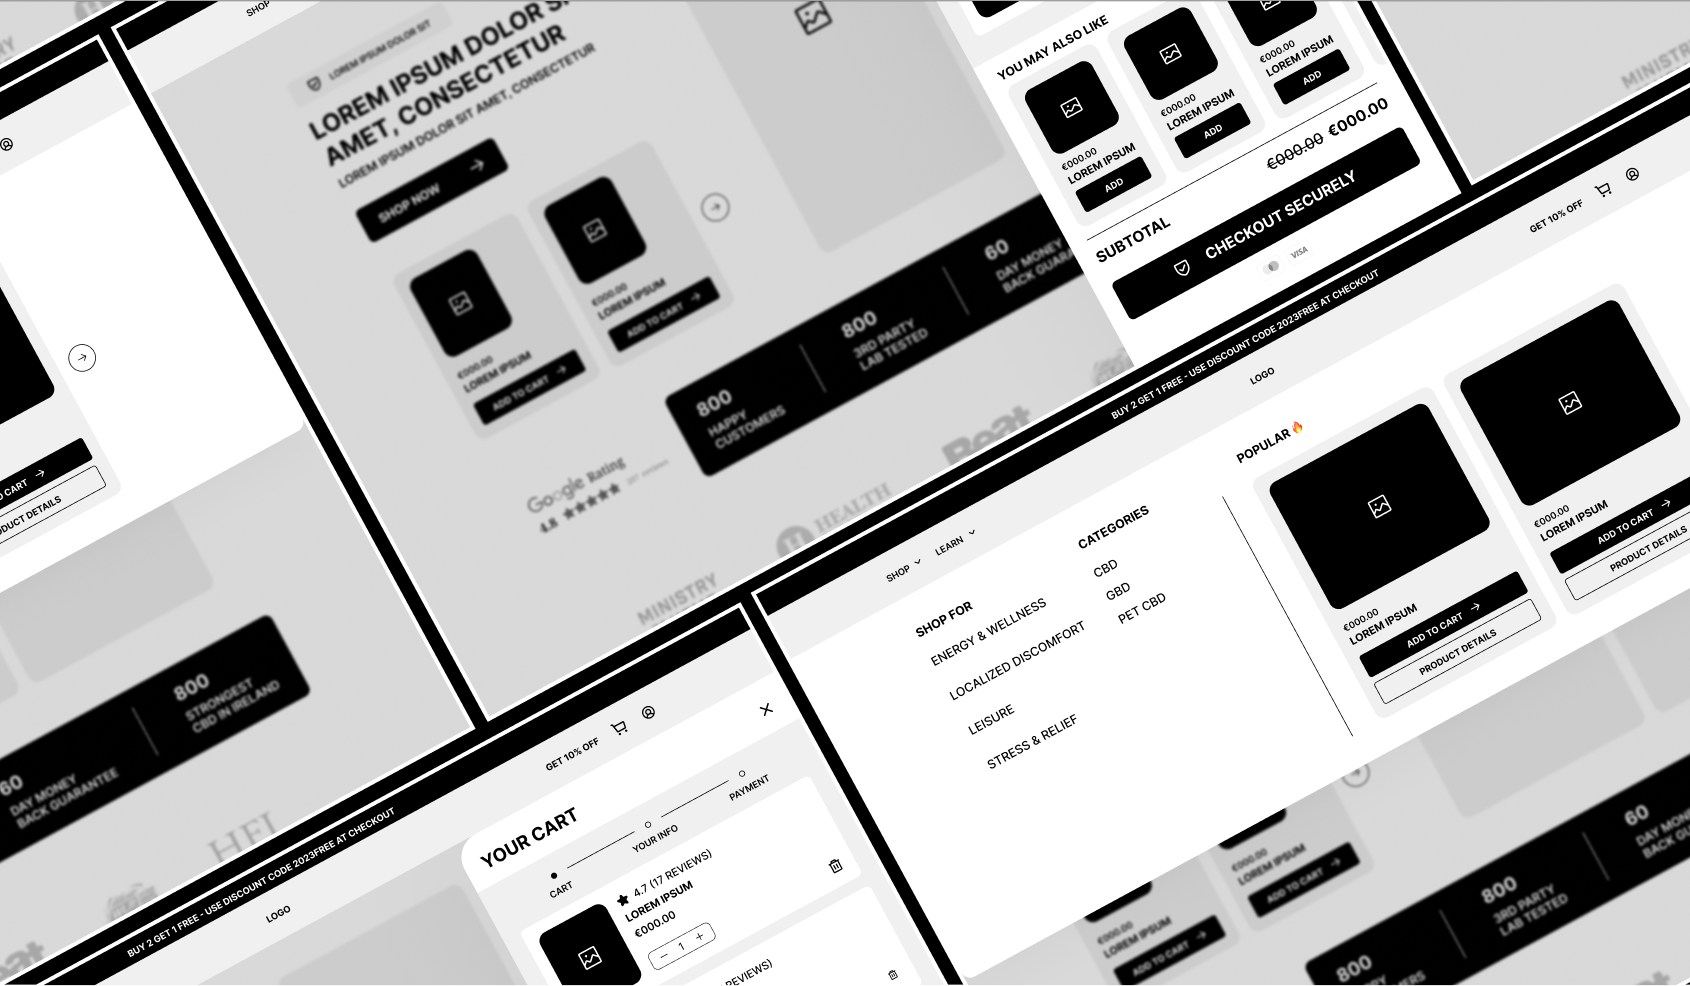 SHOP
LOREM IPSUM DOLOR SIT
LOREM IPSUM DOLOR S
AMET, CONSECTETUR
LOREM IPSUM DOLOR SIT AMET, CONSECTETUR
SHOP NOW
€000.00
LOREM IPSUM
ADD TO CART
€000.00
LOREM IPSUM
ADD TO CART
800
HAPPY
CUSTOMERS
800
3RD PARTY
LAB TESTED
60
DAY MONEY
BACK GUARA
Google Rating
4.8
HEALTH
MINISTRY
YOU MAY ALSO LIKE
€000.00
LOREM IPSUM
ADD
€000.00
LOREM IPSUM
ADD
€000.00
LOREM IPSUM
ADD
SUBTOTAL
€000.00 €000.00
CHECKOUT SECURELY
VISA
MINISTRY
O CART
DUCT DETAILS
60
DAY MONEY
BACK GUARANTEE
800
STRONGEST
CBD IN IRELAND
BUY 2 GET 1 FREE - USE DISCOUNT CODE 2023FREE AT CHECKOUT
LOGO
GET 10% OFF
YOUR CART
CART
YOUR INFO
PAYMENT
4.7 (17 REVIEWS)
LOREM IPSUM
€000.00
− 1 +
REVIEWS)
BUY 2 GET 1 FREE - USE DISCOUNT CODE 2023FREE AT CHECKOUT
SHOP
LEARN
LOGO
GET 10% OFF
SHOP FOR
ENERGY & WELLNESS
LOCALIZED DISCOMFORT
LEISURE
STRESS & RELIEF
CATEGORIES
CBD
GBD
PET CBD
POPULAR 🔥
€000.00
LOREM IPSUM
ADD TO CART
PRODUCT DETAILS
€000.00
LOREM IPSUM
ADD TO CART
PRODUCT DETAILS
€000.00
LOREM IPSUM
ADD TO CART
€000.00
LOREM IPSUM
ADD TO CART
800
800
3RD PARTY
LAB TESTED
60
DAY MON
BACK GU